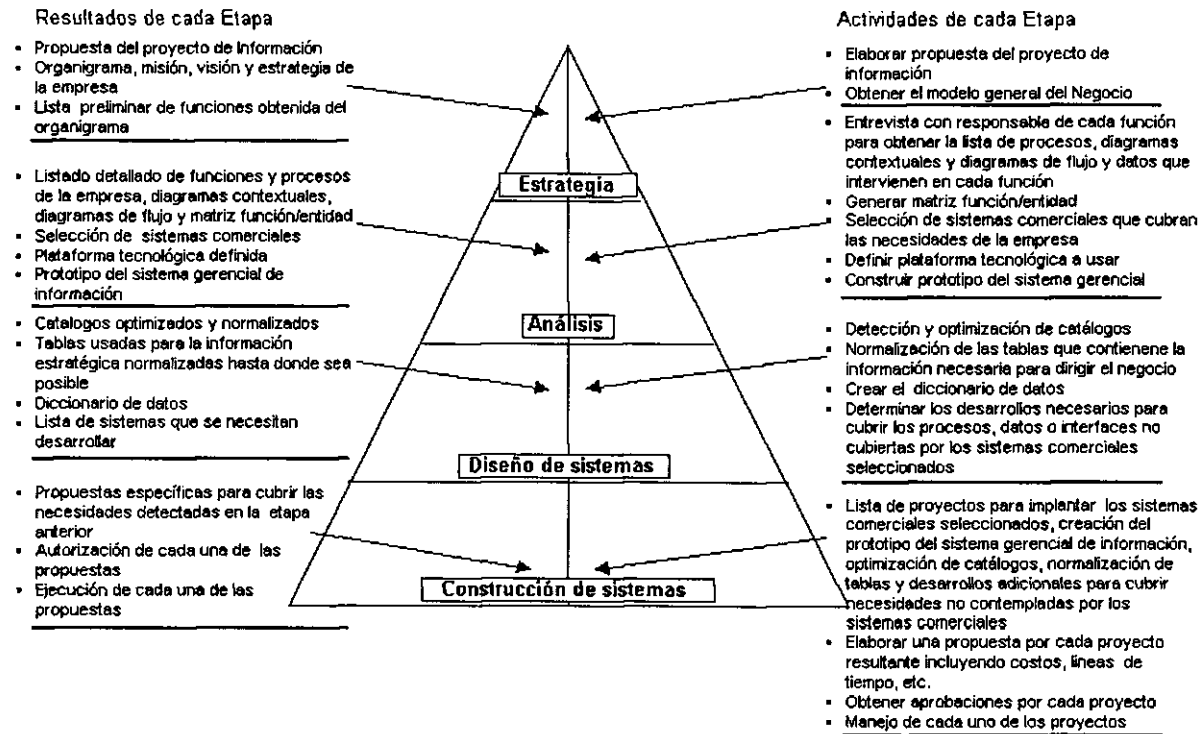 Resultados de cada Etapa
• Propuesta del proyecto de Información
• Organigrama, misión, visión y estrategia de
la empresa
• Lista preliminar de funciones obtenida del
organigrama
• Listado detallado de funciones y procesos
de la empresa, diagramas contextuales,
diagramas de flujo y matriz función/entidad
• Selección de sistemas comerciales
• Plataforma tecnológica definida
• Prototipo del sistema gerencial de
información
• Catalogos optimizados y normalizados
• Tablas usadas para la información
estratégica normalizadas hasta donde sea
posible
• Diccionario de datos
• Lista de sistemas que se necesitan
desarrollar
• Propuestas específicas para cubrir las
necesidades detectadas en la etapa
anterior
• Autorización de cada una de las
propuestas
• Ejecución de cada una de las
propuestas
Estrategia
Análisis
Diseño de sistemas
Construcción de sistemas
Actividades de cada Etapa
• Elaborar propuesta del proyecto de
información
• Obtener el modelo general del Negocio
• Entrevista con responsable de cada función
para obtener la lista de procesos, diagramas
contextuales y diagramas de flujo y datos que
intervienen en cada función
• Generar matriz función/entidad
• Selección de sistemas comerciales que cubran
las necesidades de la empresa
• Definir plataforma tecnológica a usar
• Construir prototipo del sistema gerencial
• Detección y optimización de catálogos
• Normalización de las tablas que contienene la
información necesaria para dirigir el negocio
• Crear el diccionario de datos
• Determinar los desarrollos necesarios para
cubrir los procesos, datos o interfaces no
cubiertas por los sistemas comerciales
seleccionados
• Lista de proyectos para implantar los sistemas
comerciales seleccionados, creación del
prototipo del sistema gerencial de información,
optimización de catálogos, normalización de
tablas y desarrollos adicionales para cubrir
necesidades no contempladas por los
sistemas comerciales
• Elaborar una propuesta por cada proyecto
resultante incluyendo costos, lineas de
tiempo, etc.
• Obtener aprobaciones por cada proyecto
• Manejo de cada uno de los proyectos